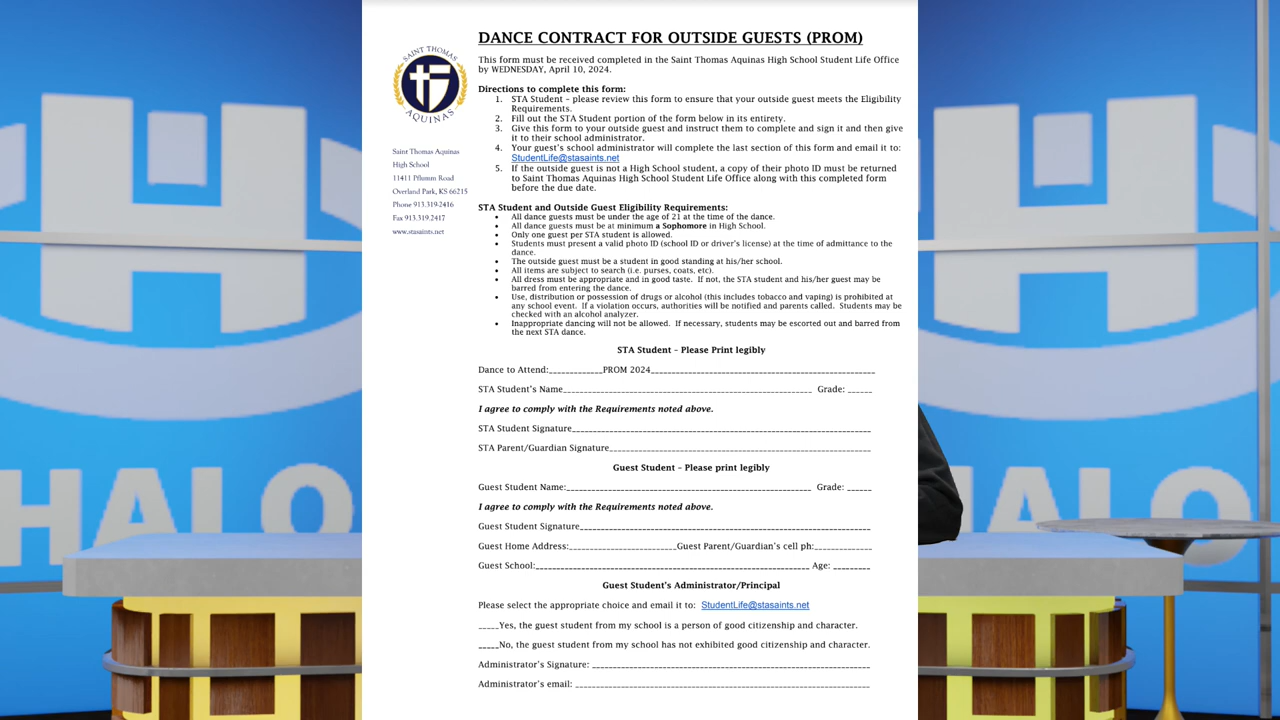 DANCE CONTRACT FOR OUTSIDE GUESTS (PROM)
This form must be received completed in the Saint Thomas Aquinas High School Student Life Office
by WEDNESDAY, April 10, 2024.
Directions to complete this form:
1. STA Student – please review this form to ensure that your outside guest meets the Eligibility
Requirements.
2. Fill out the STA Student portion of the form below in its entirety.
3. Give this form to your outside guest and instruct them to complete and sign it and then give
it to their school administrator.
4. Your guest's school administrator will complete the last section of this form and email it to:
StudentLife@stasaints.net
5. If the outside guest is not a High School student, a copy of their photo ID must be returned
to Saint Thomas Aquinas High School Student Life Office along with this completed form
before the due date.
SAINT THOMAS
AQUINAS
Saint Thomas Aquinas
High School
11411 Pflumm Road
Overland Park, KS 66215
Phone 913.319-2416
Fax 913.319.2417
www.stasaints.net
STA Student and Outside Guest Eligibility Requirements:
• All dance guests must be under the age of 21 at the time of the dance.
• All dance guests must be at minimum a Sophomore in High School.
• Only one guest per STA student is allowed.
• Students must present a valid photo ID (school ID or driver's license) at the time of admittance to the
dance.
• The outside guest must be a student in good standing at his/her school.
• All items are subject to search (i.e. purses, coats, etc).
• All dress must be appropriate and in good taste. If not, the STA student and his/her guest may be
barred from entering the dance.
• Use, distribution or possession of drugs or alcohol (this includes tobacco and vaping) is prohibited at
any school event. If a violation occurs, authorities will be notified and parents called. Students may be
checked with an alcohol analyzer.
• Inappropriate dancing will not be allowed. If necessary, students may be escorted out and barred from
the next STA dance.
STA Student – Please Print legibly
Dance to Attend:_____________PROM 2024______________________________
STA Student's Name______________________________ Grade: ______
I agree to comply with the Requirements noted above.
STA Student Signature______________________________
STA Parent/Guardian Signature______________________________
Guest Student – Please print legibly
Guest Student Name:______________________________ Grade: ______
I agree to comply with the Requirements noted above.
Guest Student Signature______________________________
Guest Home Address:__________________________Guest Parent/Guardian's cell ph:______________
Guest School:______________________________ Age: _________
Guest Student's Administrator/Principal
Please select the appropriate choice and email it to: StudentLife@stasaints.net
_____Yes, the guest student from my school is a person of good citizenship and character.
_____No, the guest student from my school has not exhibited good citizenship and character.
Administrator's Signature: ______________________________
Administrator's email: ______________________________
HALO
HALO